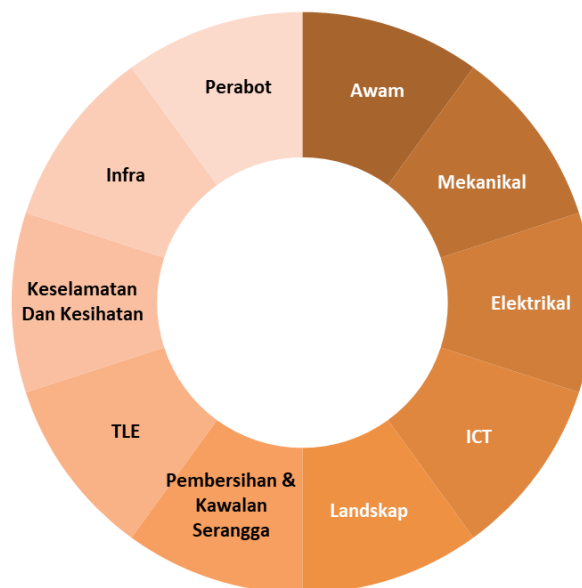 Awam
Mekanikal
Elektrikal
ICT
Landskap
Pembersihan &
Kawalan
Serangga
TLE
Keselamatan
Dan Kesihatan
Infra
Perabot